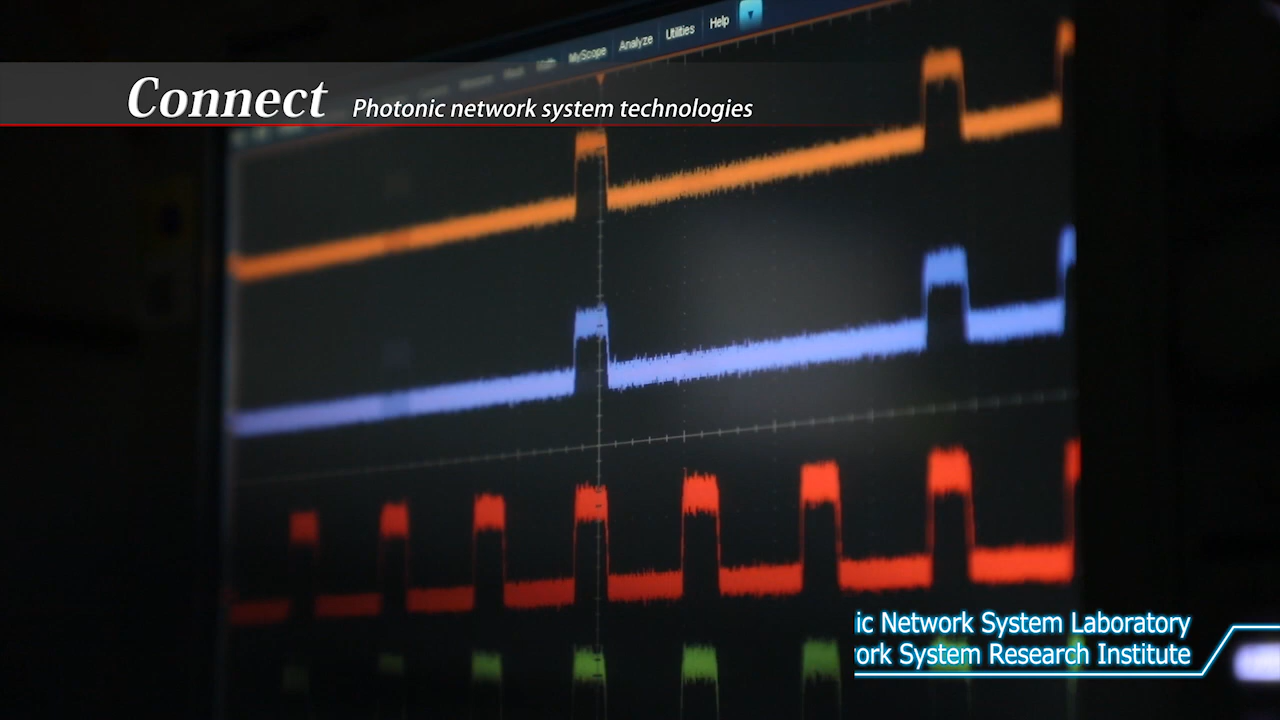 MyScope Analyze Utilities Help
Connect Photonic network system technologies
ic Network System Laboratory
ork System Research Institute